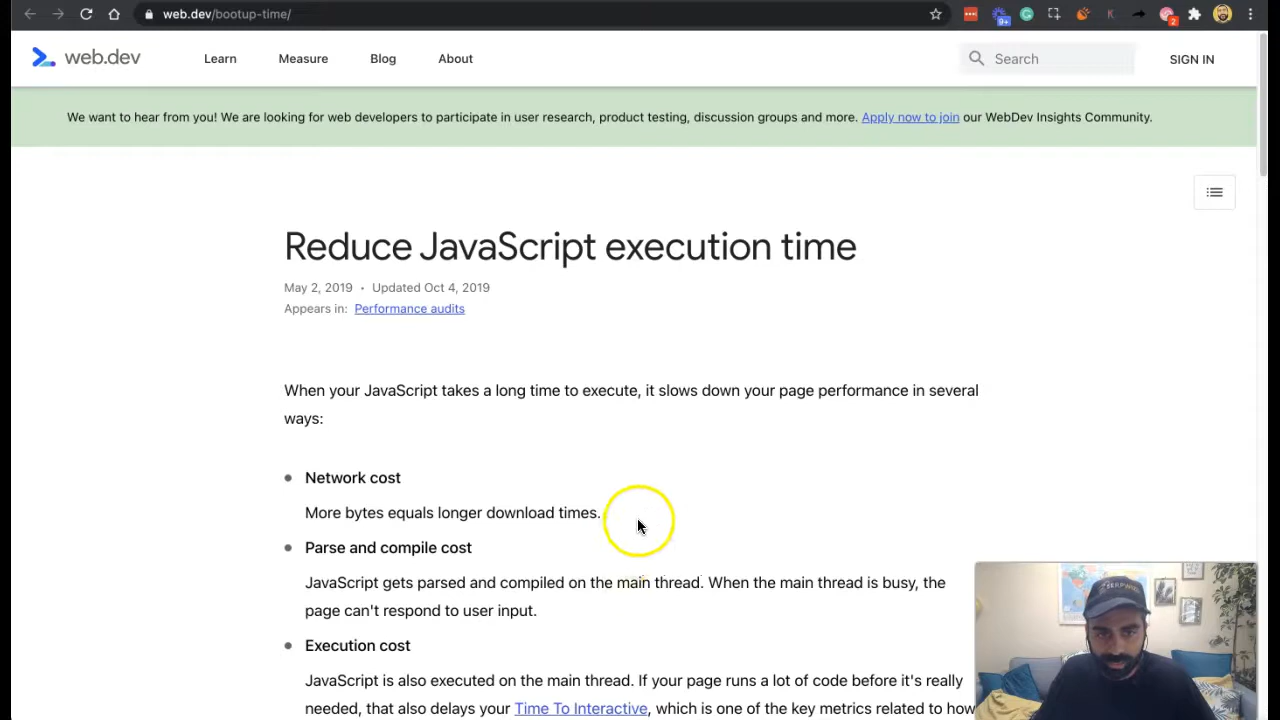 web.dev/bootup-time/
9+
K
2
web.dev
Learn
Measure
Blog
About
Search
SIGN IN
We want to hear from you! We are looking for web developers to participate in user research, product testing, discussion groups and more. Apply now to join our WebDev Insights Community.
Reduce JavaScript execution time
May 2, 2019 • Updated Oct 4, 2019
Appears in: Performance audits
When your JavaScript takes a long time to execute, it slows down your page performance in several
ways:
Network cost
More bytes equals longer download times.
Parse and compile cost
JavaScript gets parsed and compiled on the main thread. When the main thread is busy, the
page can't respond to user input.
Execution cost
JavaScript is also executed on the main thread. If your page runs a lot of code before it's really
needed, that also delays your Time To Interactive, which is one of the key metrics related to how